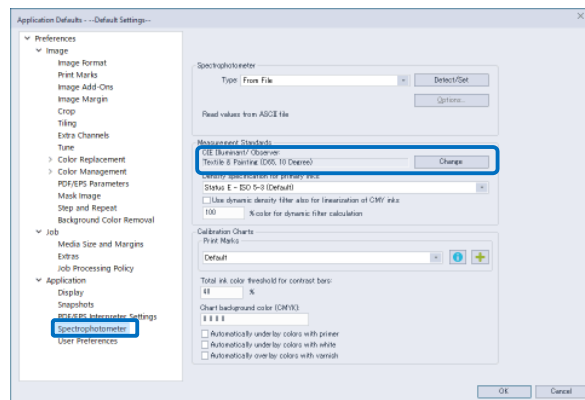 Application Defaults - ---Default Settings---
Preferences
Image
Image Format
Print Marks
Image Add-Ons
Image Margin
Crop
Tiling
Extra Channels
Tune
Color Replacement
Color Management
PDF/EPS Parameters
Mask Image
Step and Repeat
Background Color Removal
Job
Media Size and Margins
Extras
Job Processing Policy
Application
Display
Snapshots
PDF/EPS Interpreter Settings
Spectrophotometer
User Preferences
Spectrophotometer
Type: From File Detect/Set
Options...
Read values from ASCII file
Measurement Standards
CIE Illuminant/ Observer:
Textile & Painting (D65, 10 Degree) Change
Density specification for primary inks:
Status E - ISO 5-3 (Default)
Use dynamic density filter also for linearization of CMY inks
100 %-color for dynamic filter calculation
Calibration Charts
Print Marks
Default
Total ink color threshold for contrast bars:
%
Chart background color (CMYK):
0 0 0 0
Automatically underlay colors with primer
Automatically underlay colors with white
Automatically overlay colors with varnish
OK Cancel